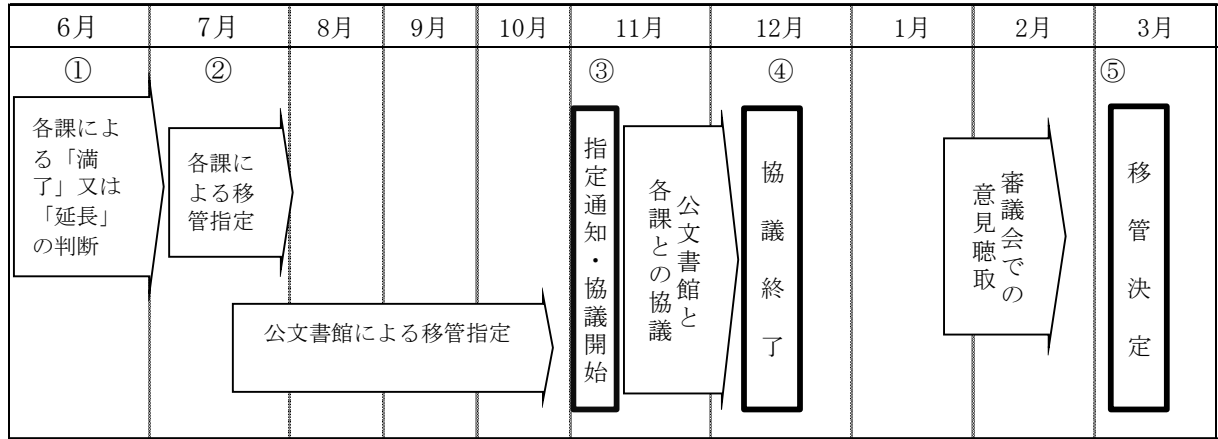 6月 7月 8月 9月 10月 11月 12月 1月 2月 3月
① ② ③ ④ ⑤
各課によ
る「満
了」又は
「延長」
の判断
各課に
よる移
管指定
公文書館による移管指定
指定通知・協議開始
公文書館と
各課との協議
協議終了
審議会での
意見聴取
移管決定